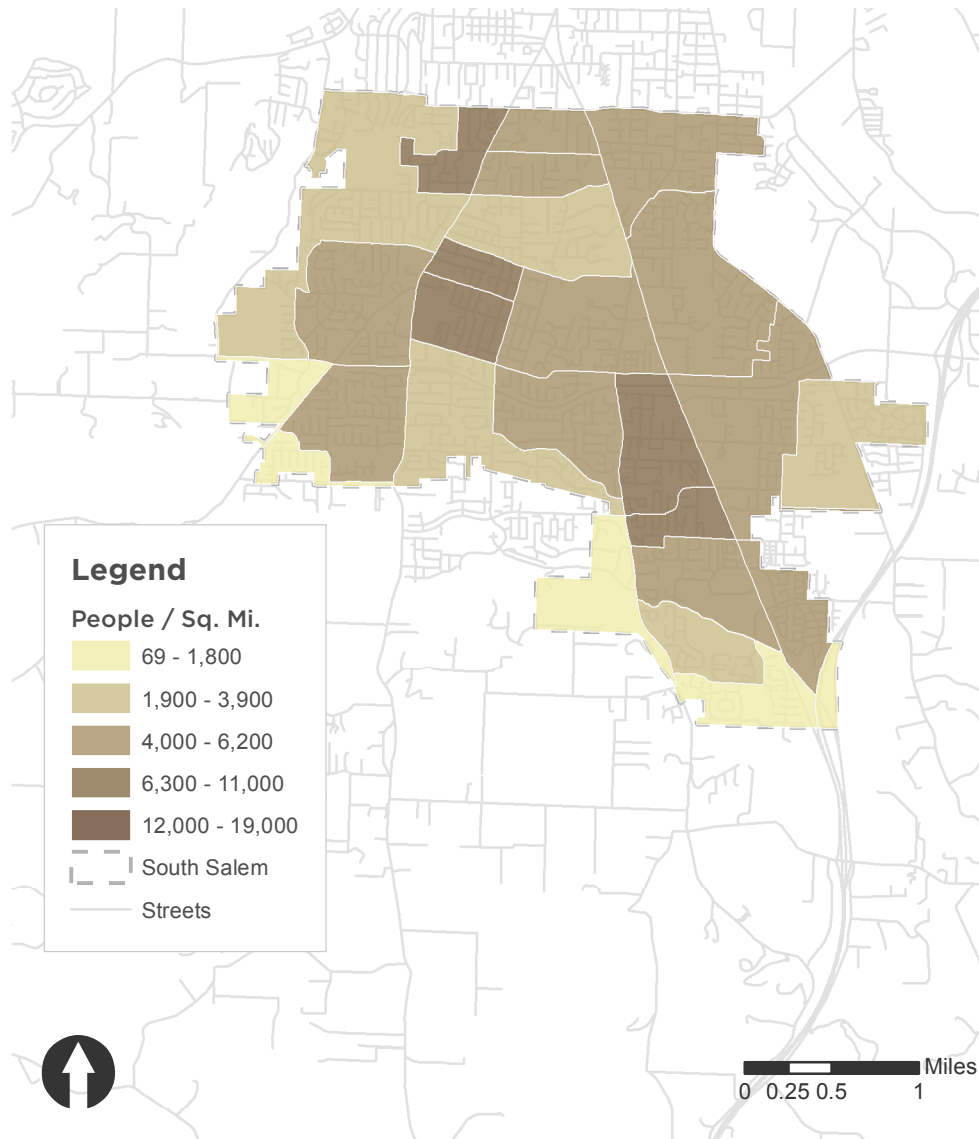 Legend
People / Sq. Mi.
69 - 1,800
1,900 - 3,900
4,000 - 6,200
6,300 - 11,000
12,000 - 19,000
South Salem
Streets
Miles
0 0.25 0.5 1